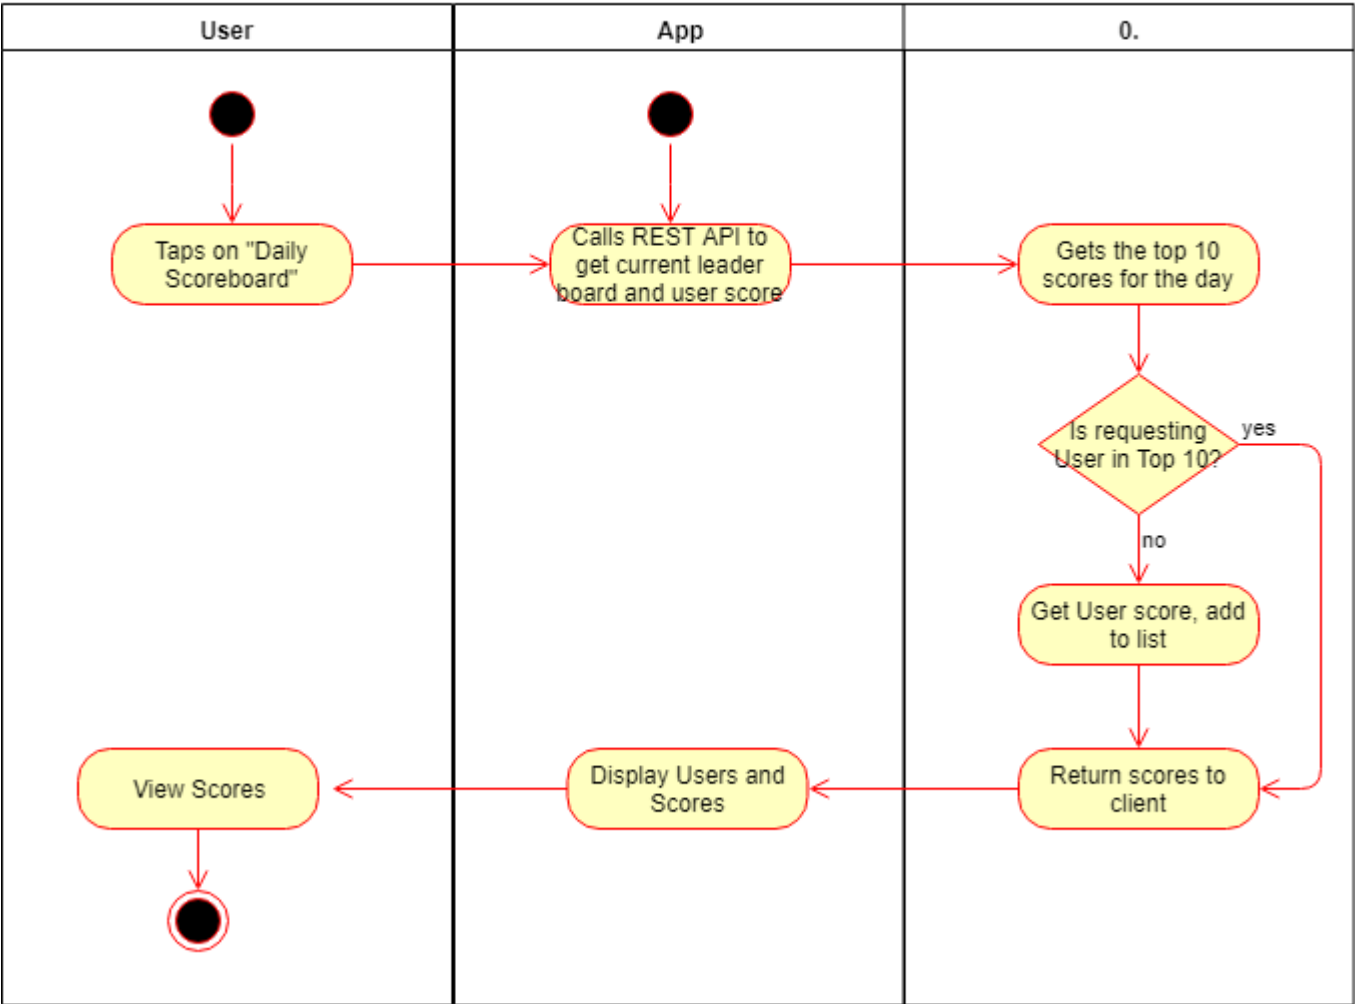 User
App
0.
Taps on "Daily
Scoreboard"
Calls REST API to
get current leader
board and user score
Gets the top 10
scores for the day
Is requesting
User in Top 10?
yes
no
Get User score, add
to list
View Scores
Display Users and
Scores
Return scores to
client